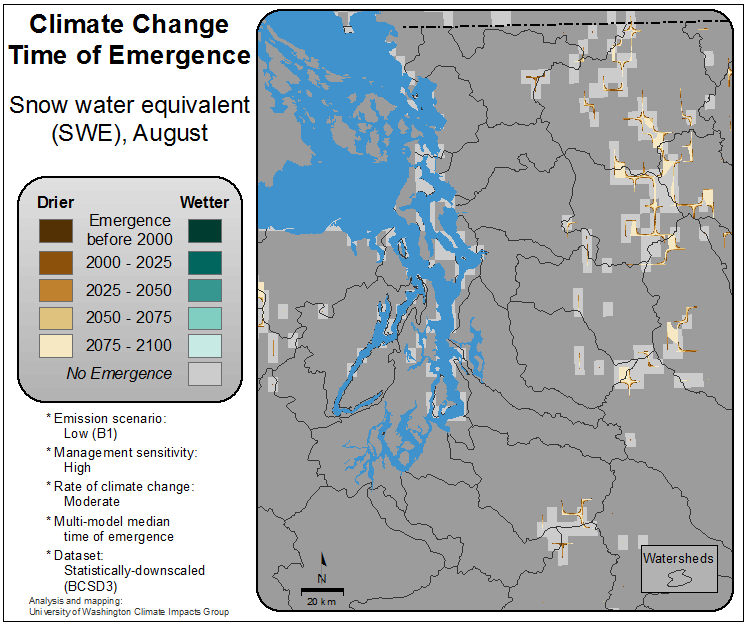 Climate Change
Time of Emergence
Snow water equivalent
(SWE), August
Drier Wetter
Emergence
before 2000
2000 - 2025
2025 - 2050
2050 - 2075
2075 - 2100
No Emergence
* Emission scenario:
Low (B1)
* Management sensitivity:
High
* Rate of climate change:
Moderate
* Multi-model median
time of emergence
* Dataset:
Statistically-downscaled
(BCSD3)
Analysis and mapping:
University of Washington Climate Impacts Group
N
20 km
Watersheds